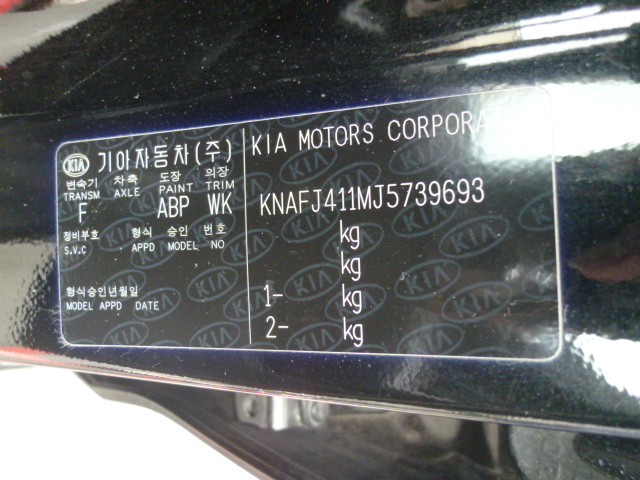 KIA 기아자동차(주)
변속기 차축 도장 의장
TRANSM AXLE PAINT TRIM
F ABP WK
정비부호 형식 승인 번호
S.V.C APPD MODEL NO
형식승인년월일
MODEL APPD DATE
KIA MOTORS CORPORAT
KNAFJ411MJ5739693
kg
kg
1- kg
2- kg